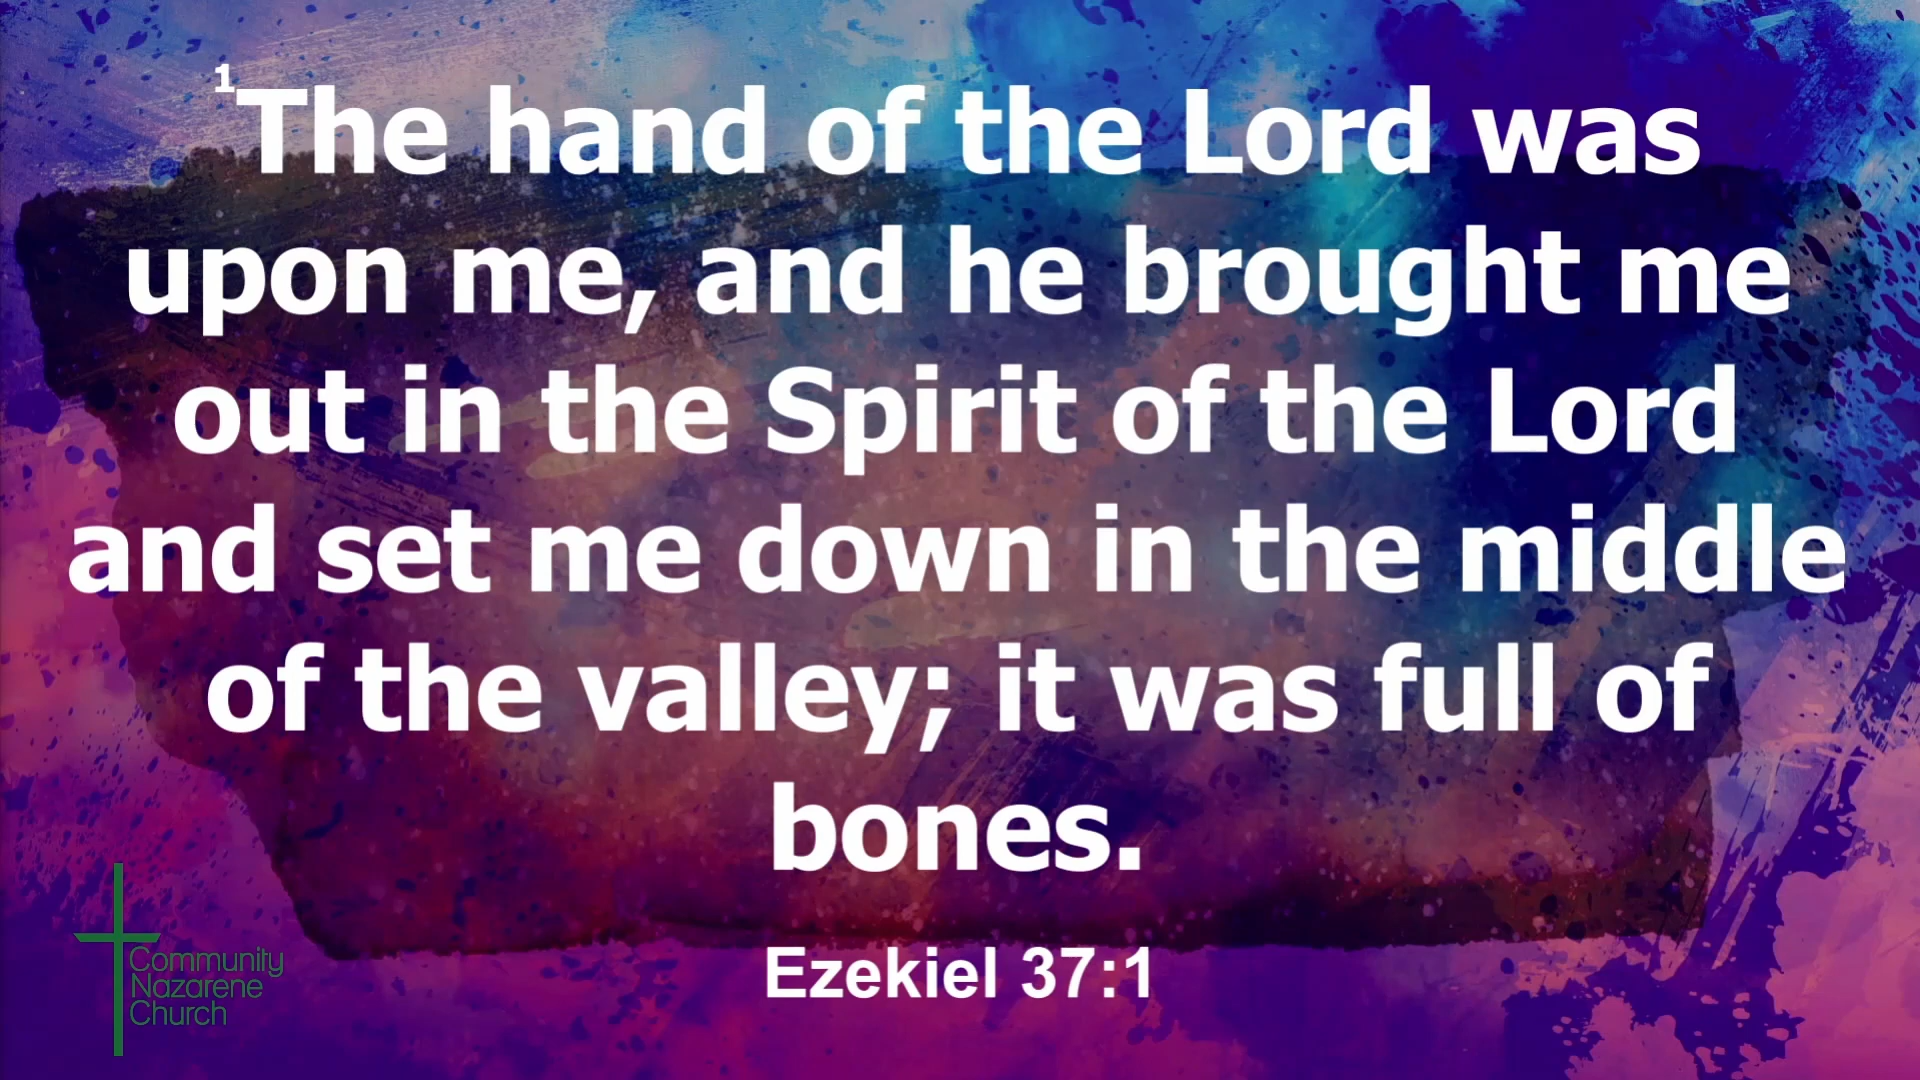 1The hand of the Lord was
upon me, and he brought me
out in the Spirit of the Lord
and set me down in the middle
of the valley; it was full of
bones.
Ezekiel 37:1
Community
Nazarene
Church